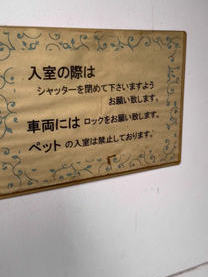 入室の際は
シャッターを閉めて下さいますよう
お願い致します。
車両には ロックをお願い致します。
ペット の入室は禁止しております。